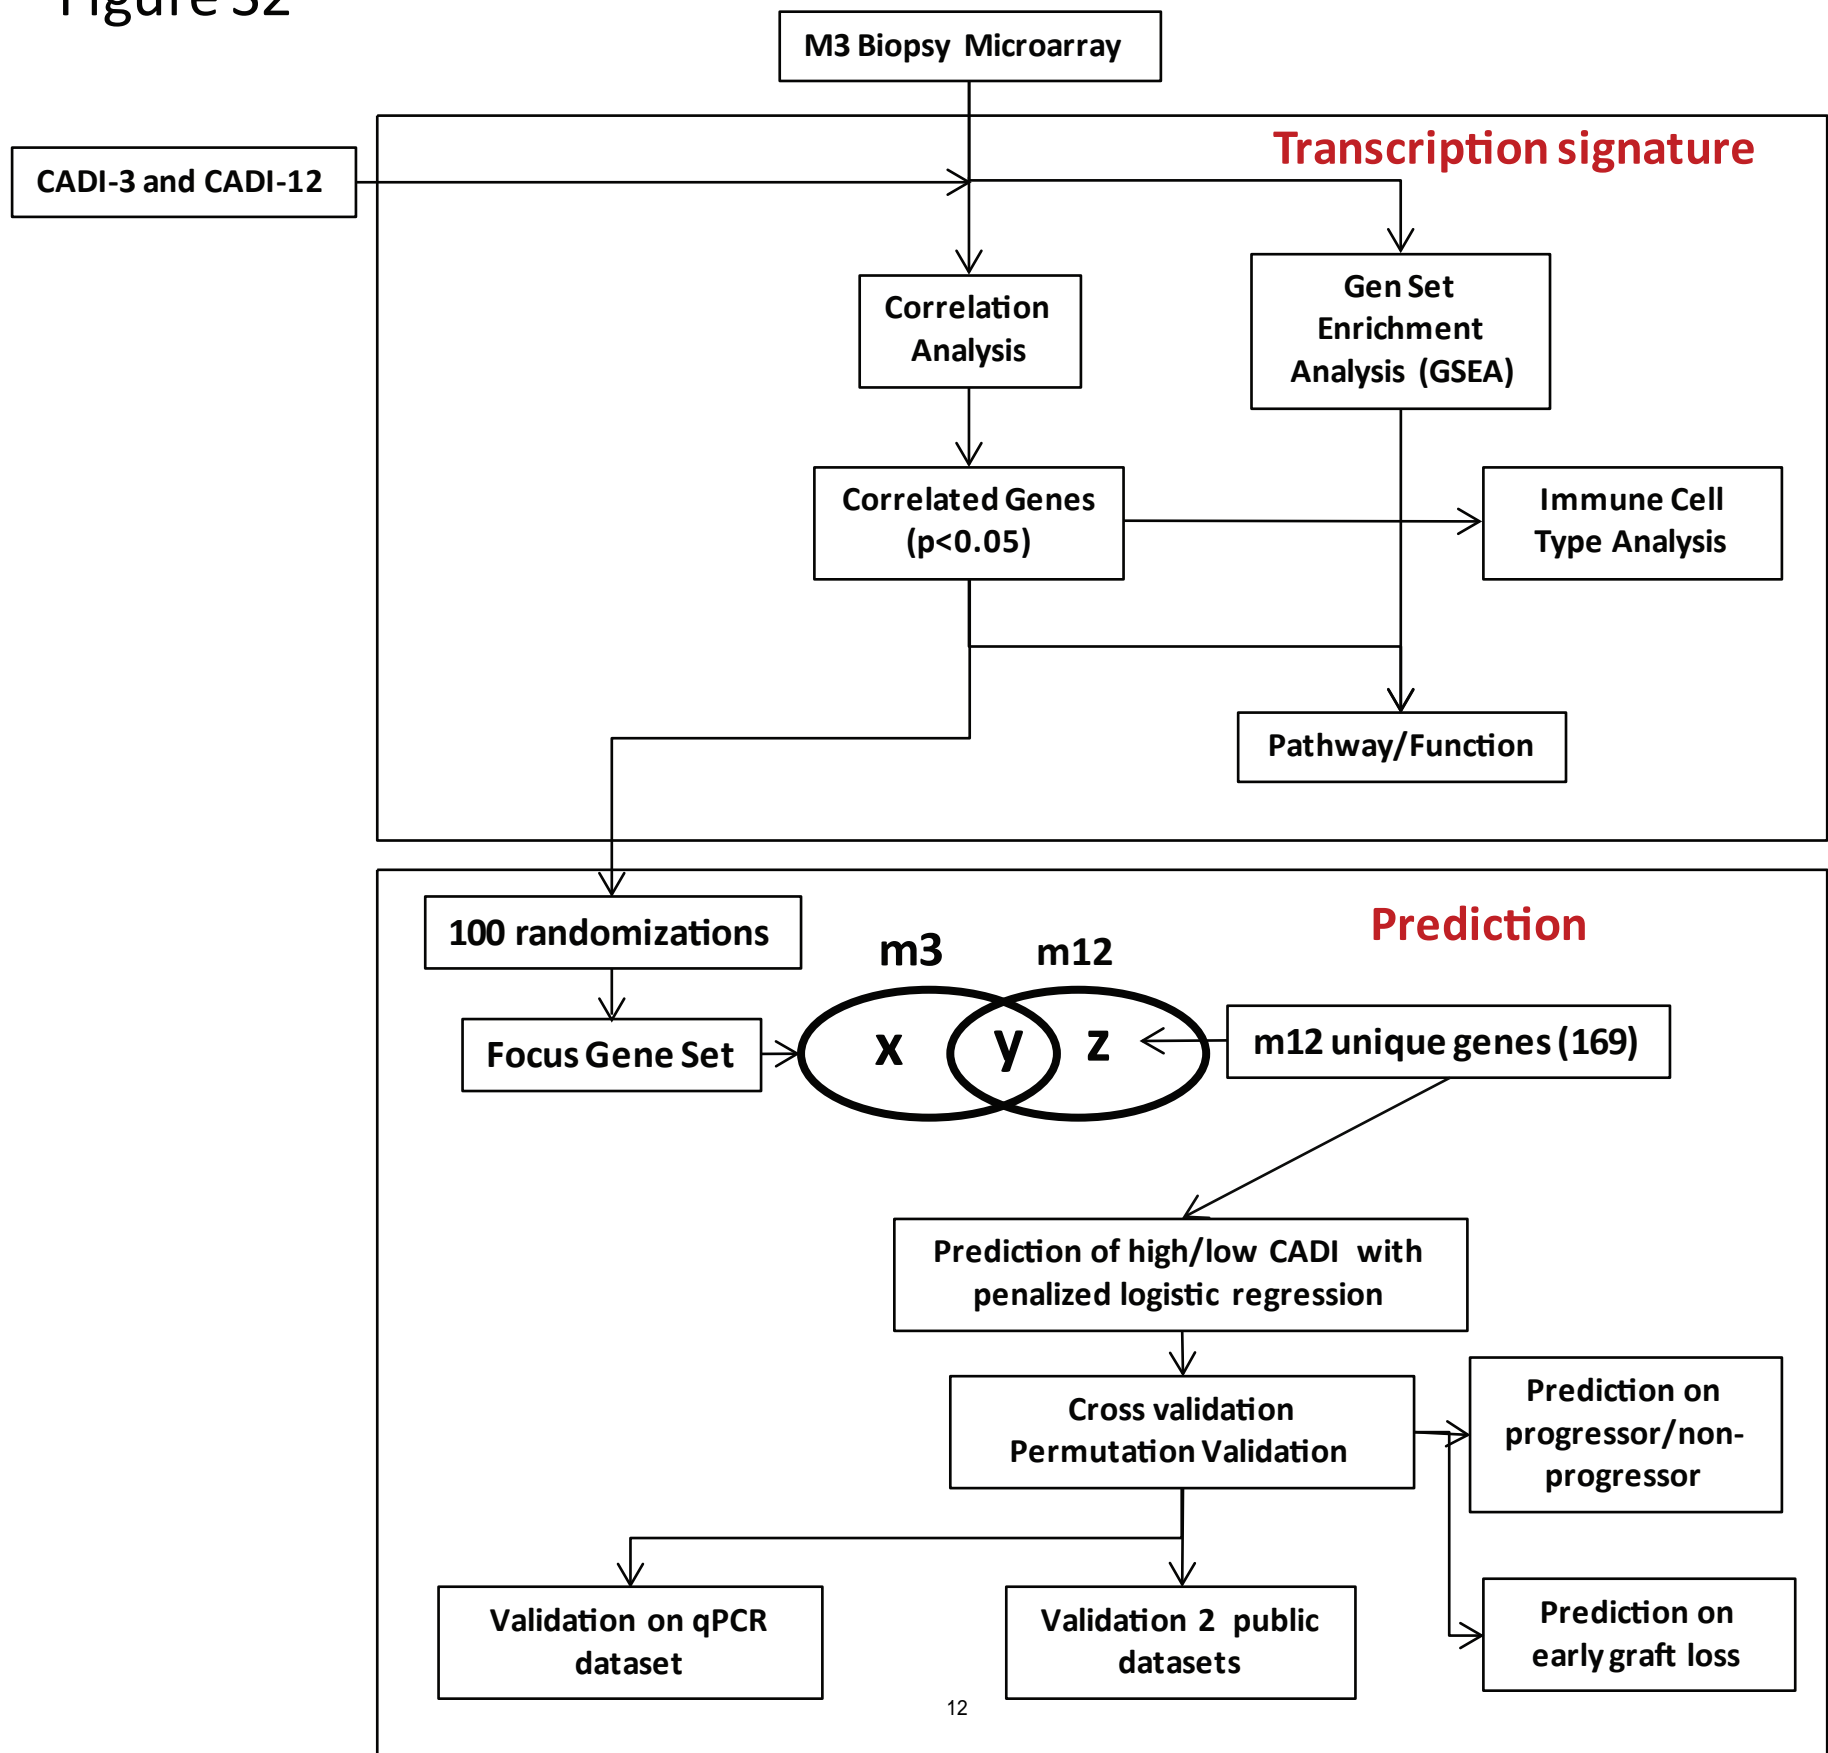 Figure S2
M3 Biopsy Microarray
Transcription signature
CADI-3 and CADI-12
Correlation
Analysis
Gen Set
Enrichment
Analysis (GSEA)
Correlated Genes
(p<0.05)
Immune Cell
Type Analysis
Pathway/Function
100 randomizations
Prediction
m3
m12
Focus Gene Set
x
y
z
m12 unique genes (169)
Prediction of high/low CADI with
penalized logistic regression
Cross validation
Permutation Validation
Prediction on
progressor/non-
progressor
Validation on qPCR
dataset
Validation 2 public
datasets
Prediction on
early graft loss
12